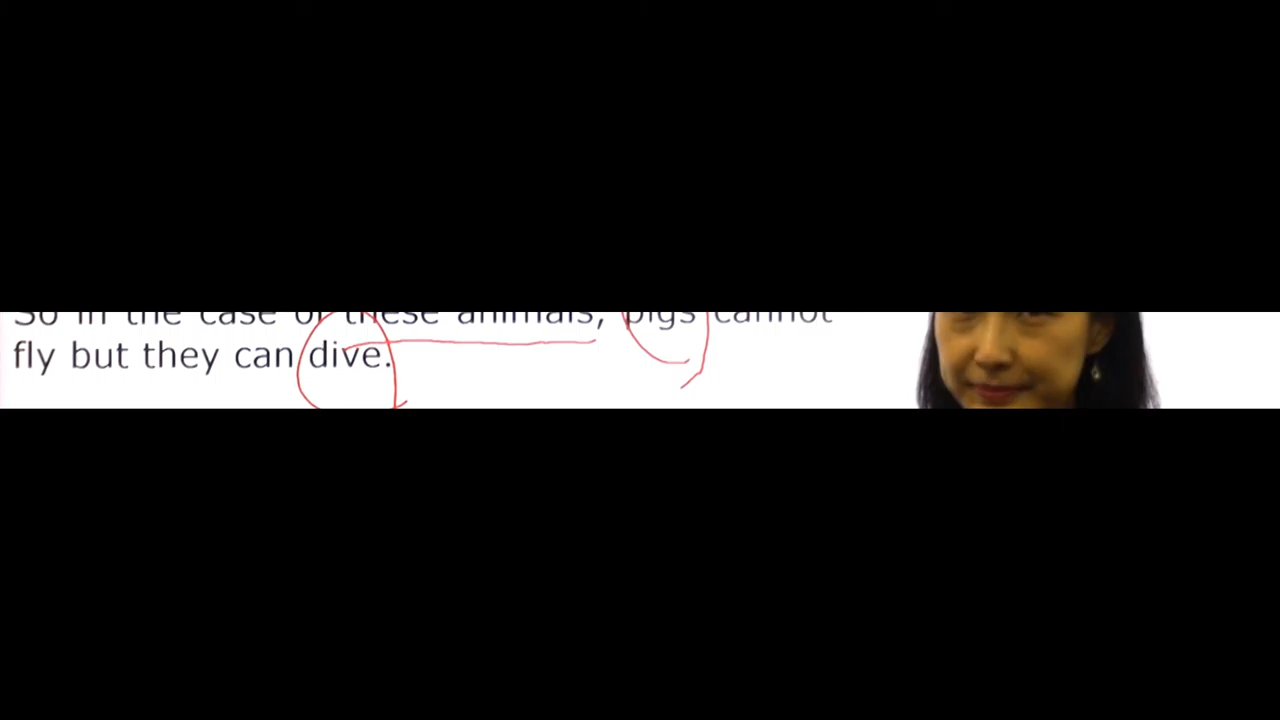 So in the case of these animals, pigs cannot
fly but they can dive.